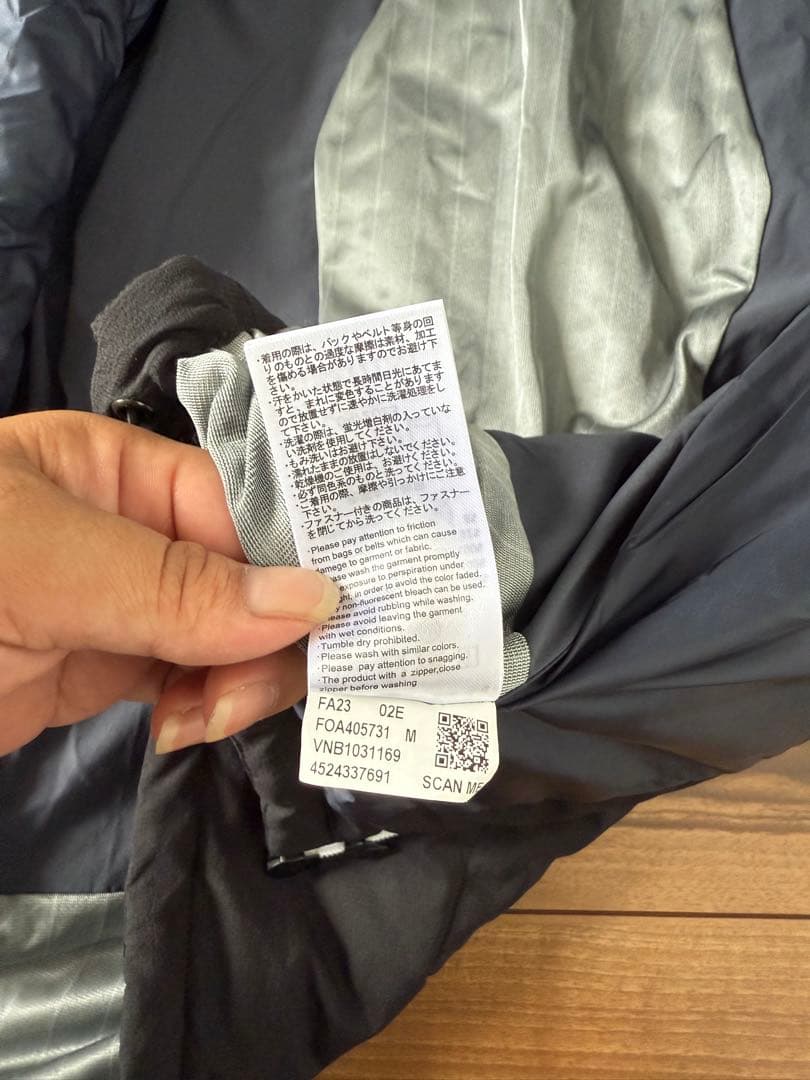 ・着用の際は、バックやベルト等身の回
りのものとの過度な摩擦は素材、加工
を傷める場合がありますのでお避け下
さい。
・汗をかいた状態で長時間日光にあてま
すと、まれに変色することがあります
ので放置せずに速やかに洗濯処理をし
て下さい。
・洗濯の際は、蛍光増白剤の入っていな
い洗剤を使用してください。
・もみ洗いはお避け下さい。
・濡れたままの放置はしないでください。
・乾燥機のご使用は、お避けください。
・必ず同色系のものと洗ってください。
・ご着用の際、摩擦や引っかけにご注意
下さい。
・ファスナー付きの商品は、ファスナー
を閉じてから洗ってください。
・Please pay attention to friction
from bags or belts which can cause
damege to garment or fabric.
wash the garment promptly
exposure to perspiration under
in order to avoid the color faded.
non-fluorescent bleach can be used.
avoid rubbing while washing.
・Please avoid leaving the garment
with wet conditions.
・Tumble dry prohibited.
・Please wash with similar colors.
・Please pay attention to snagging.
・The product with a zipper,close
zipper before washing
FA23 02E
FOA405731 M
VNB1031169
4524337691
SCAN ME